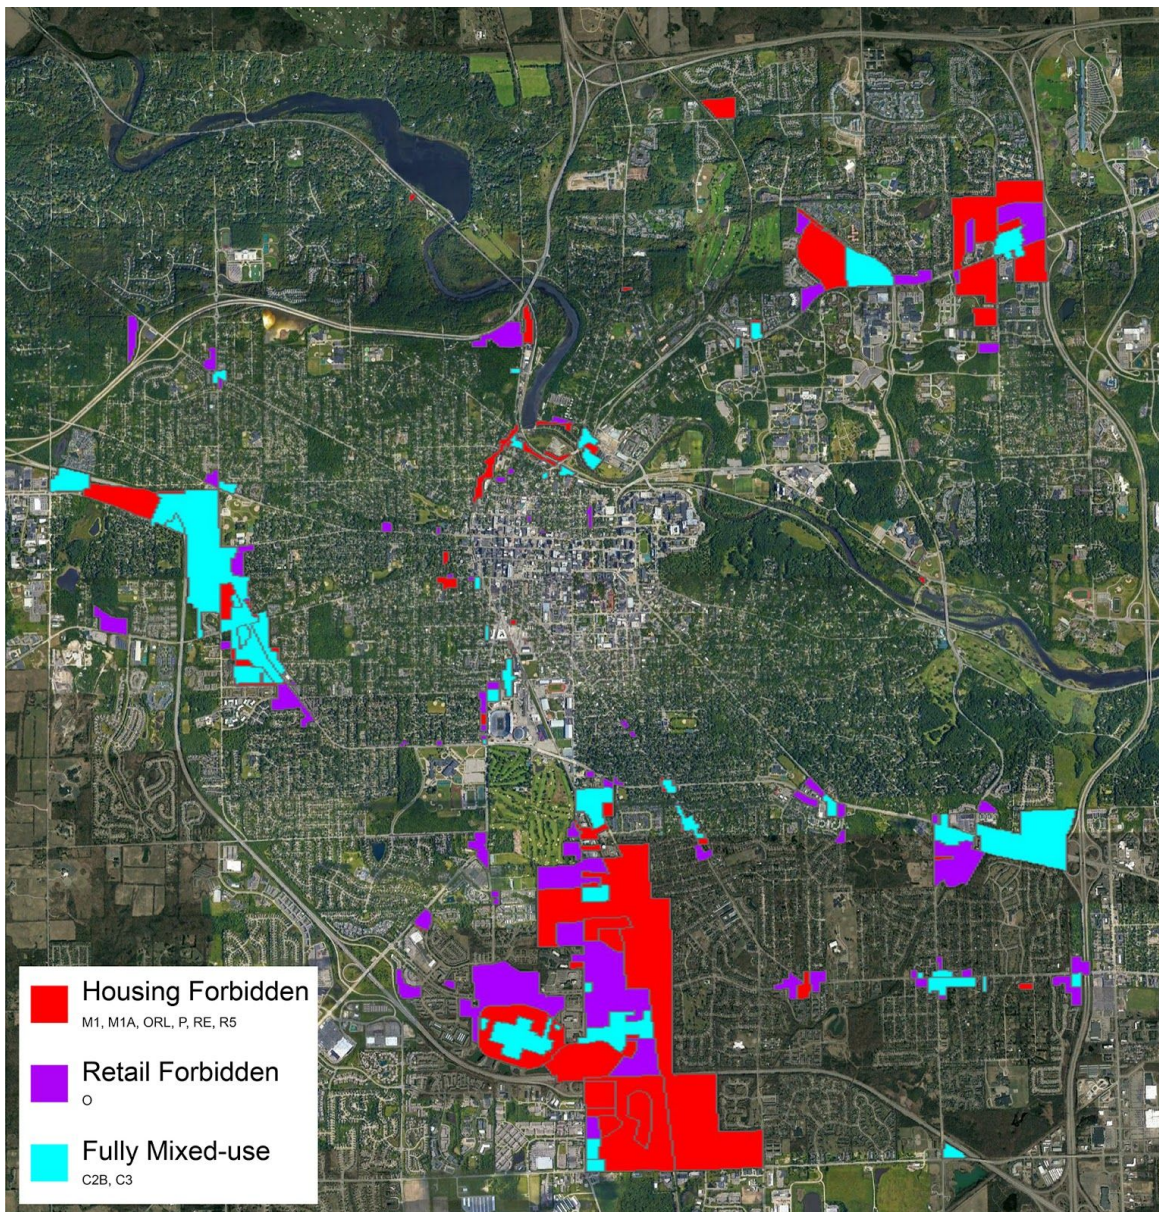 Housing Forbidden
M1, M1A, ORL, P, RE, R5
Retail Forbidden
O
Fully Mixed-use
C2B, C3